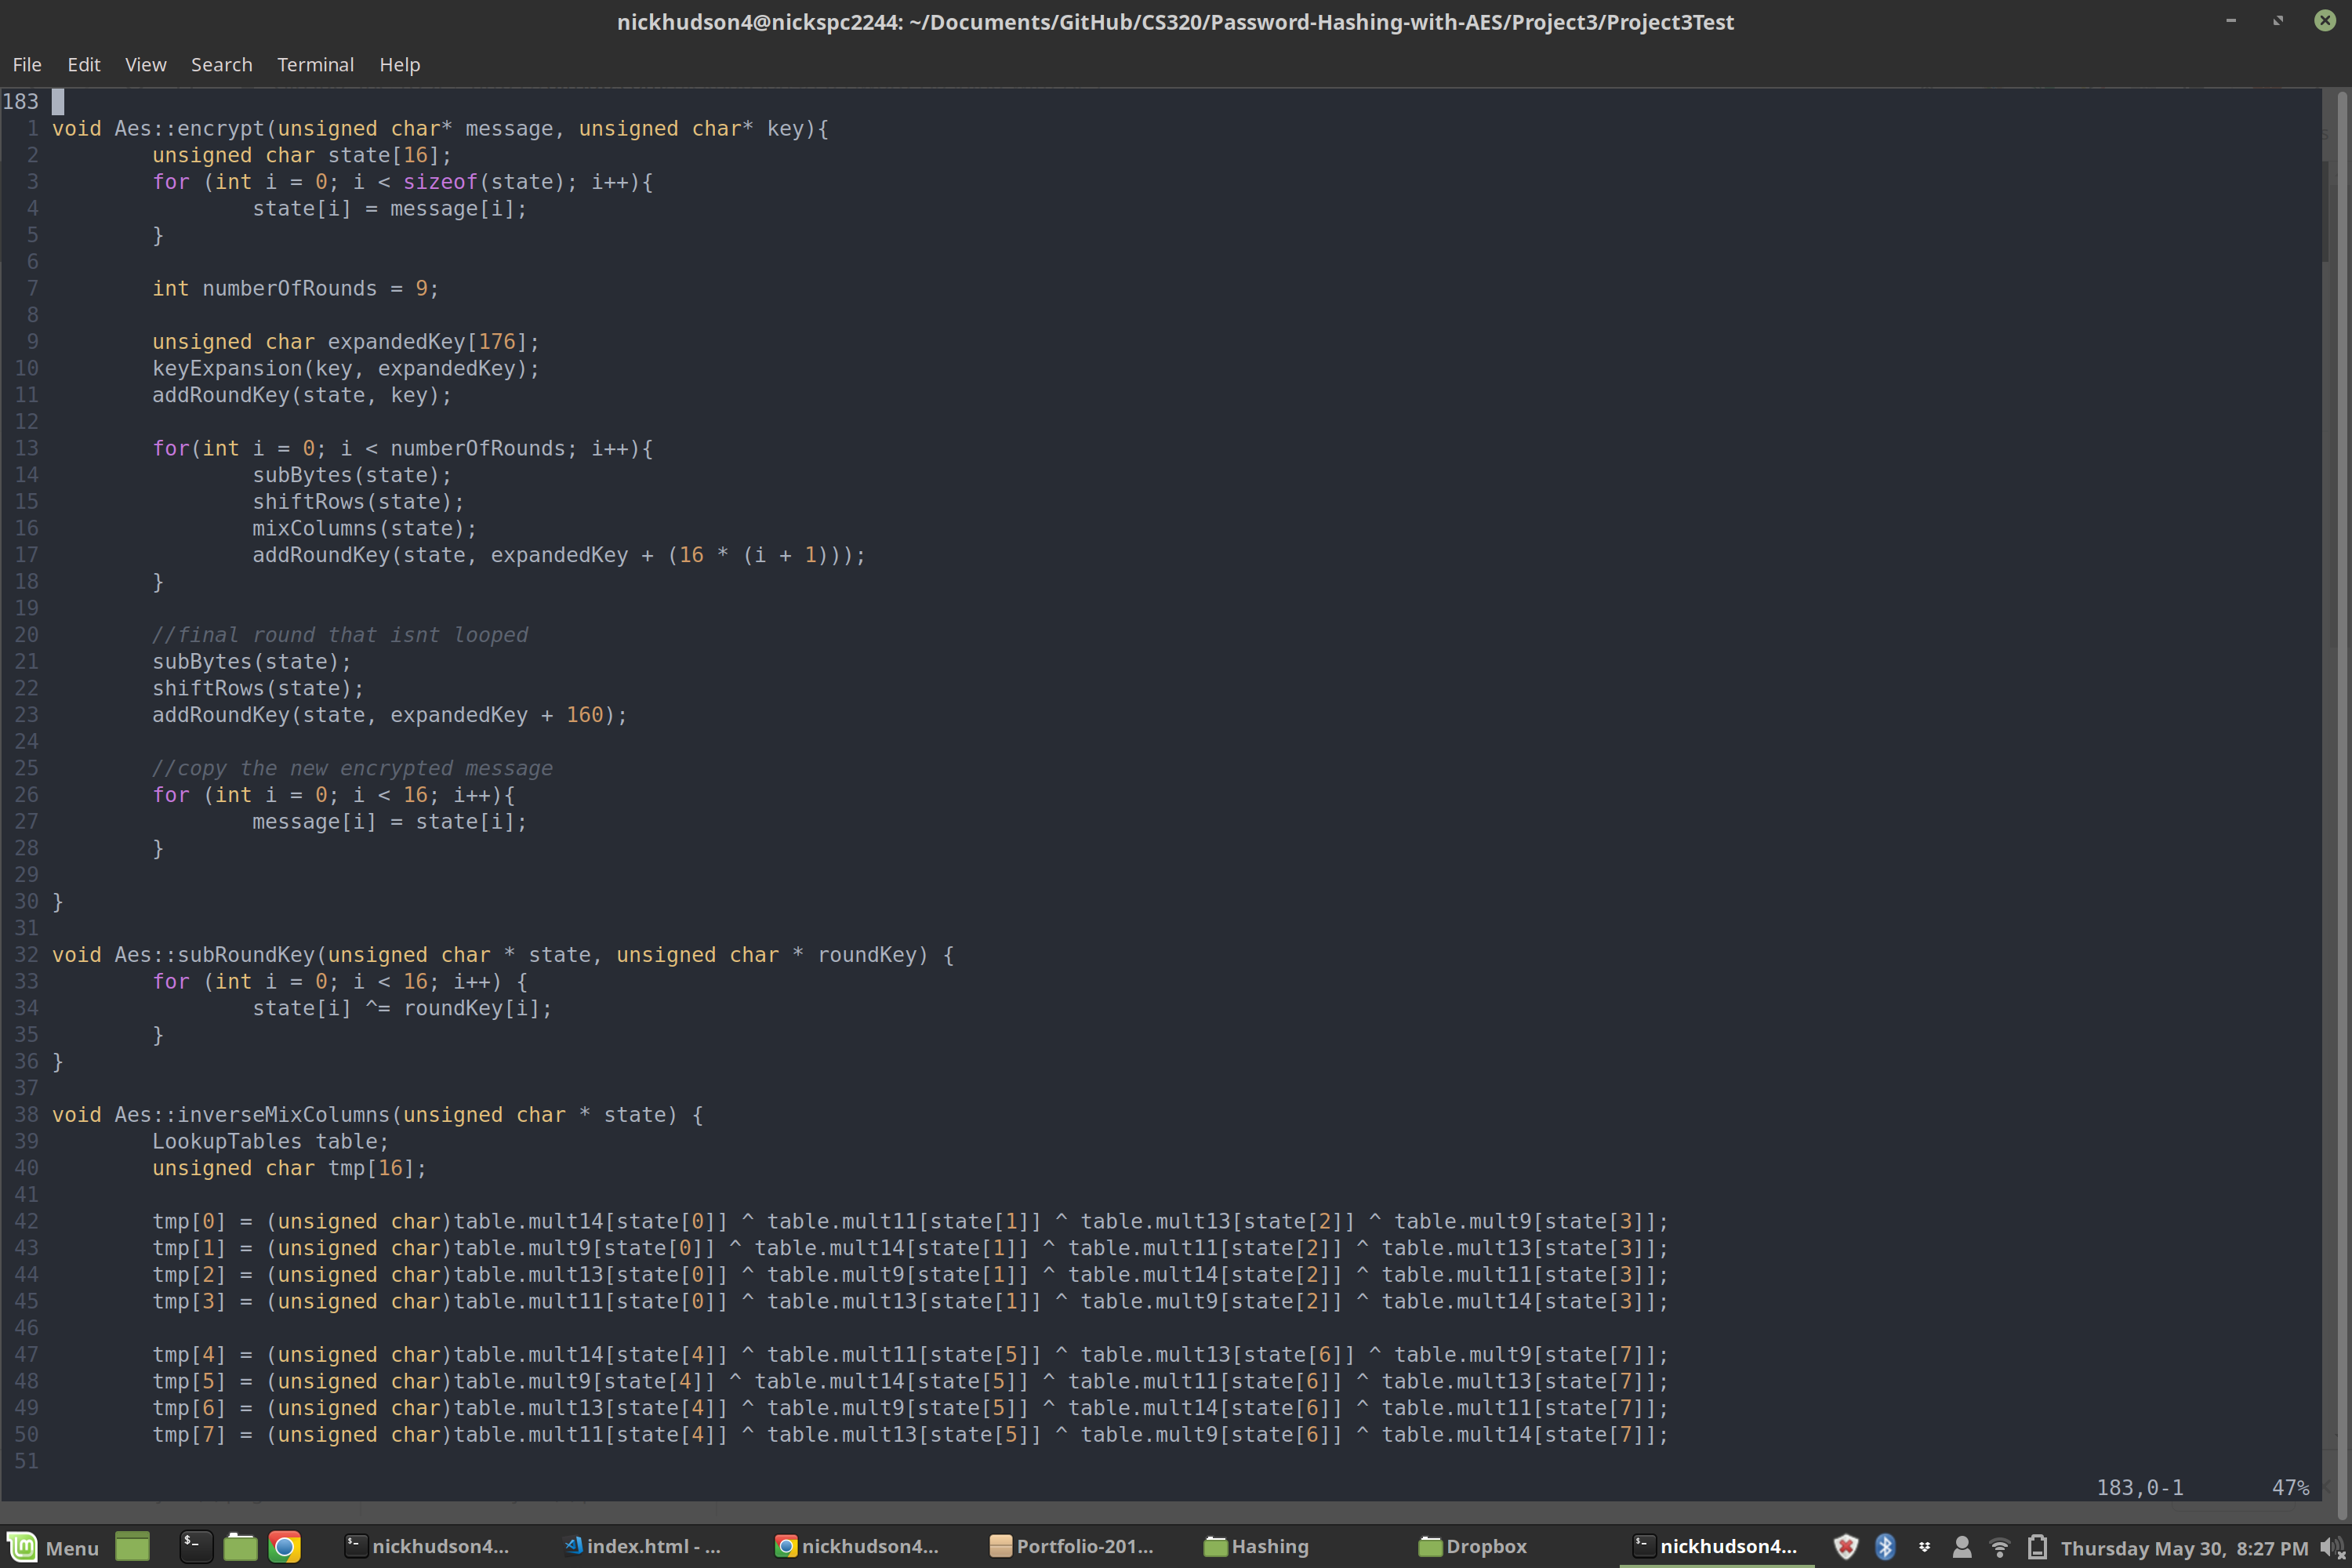 nickhudson4@nickspc2244: ~/Documents/GitHub/CS320/Password-Hashing-with-AES/Project3/Project3Test
File Edit View Search Terminal Help
183
1 void Aes::encrypt(unsigned char* message, unsigned char* key){
2 unsigned char state[16];
3 for (int i = 0; i < sizeof(state); i++){
4 state[i] = message[i];
5 }
6
7 int numberOfRounds = 9;
8
9 unsigned char expandedKey[176];
10 keyExpansion(key, expandedKey);
11 addRoundKey(state, key);
12
13 for(int i = 0; i < numberOfRounds; i++){
14 subBytes(state);
15 shiftRows(state);
16 mixColumns(state);
17 addRoundKey(state, expandedKey + (16 * (i + 1)));
18 }
19
20 //final round that isnt looped
21 subBytes(state);
22 shiftRows(state);
23 addRoundKey(state, expandedKey + 160);
24
25 //copy the new encrypted message
26 for (int i = 0; i < 16; i++){
27 message[i] = state[i];
28 }
29
30 }
31
32 void Aes::subRoundKey(unsigned char * state, unsigned char * roundKey) {
33 for (int i = 0; i < 16; i++) {
34 state[i] ^= roundKey[i];
35 }
36 }
37
38 void Aes::inverseMixColumns(unsigned char * state) {
39 LookupTables table;
40 unsigned char tmp[16];
41
42 tmp[0] = (unsigned char)table.mult14[state[0]] ^ table.mult11[state[1]] ^ table.mult13[state[2]] ^ table.mult9[state[3]];
43 tmp[1] = (unsigned char)table.mult9[state[0]] ^ table.mult14[state[1]] ^ table.mult11[state[2]] ^ table.mult13[state[3]];
44 tmp[2] = (unsigned char)table.mult13[state[0]] ^ table.mult9[state[1]] ^ table.mult14[state[2]] ^ table.mult11[state[3]];
45 tmp[3] = (unsigned char)table.mult11[state[0]] ^ table.mult13[state[1]] ^ table.mult9[state[2]] ^ table.mult14[state[3]];
46
47 tmp[4] = (unsigned char)table.mult14[state[4]] ^ table.mult11[state[5]] ^ table.mult13[state[6]] ^ table.mult9[state[7]];
48 tmp[5] = (unsigned char)table.mult9[state[4]] ^ table.mult14[state[5]] ^ table.mult11[state[6]] ^ table.mult13[state[7]];
49 tmp[6] = (unsigned char)table.mult13[state[4]] ^ table.mult9[state[5]] ^ table.mult14[state[6]] ^ table.mult11[state[7]];
50 tmp[7] = (unsigned char)table.mult11[state[4]] ^ table.mult13[state[5]] ^ table.mult9[state[6]] ^ table.mult14[state[7]];
51
183,0-1 47%
Menu nickhudson4... index.html - ... nickhudson4... Portfolio-201... Hashing Dropbox nickhudson4... Thursday May 30, 8:27 PM